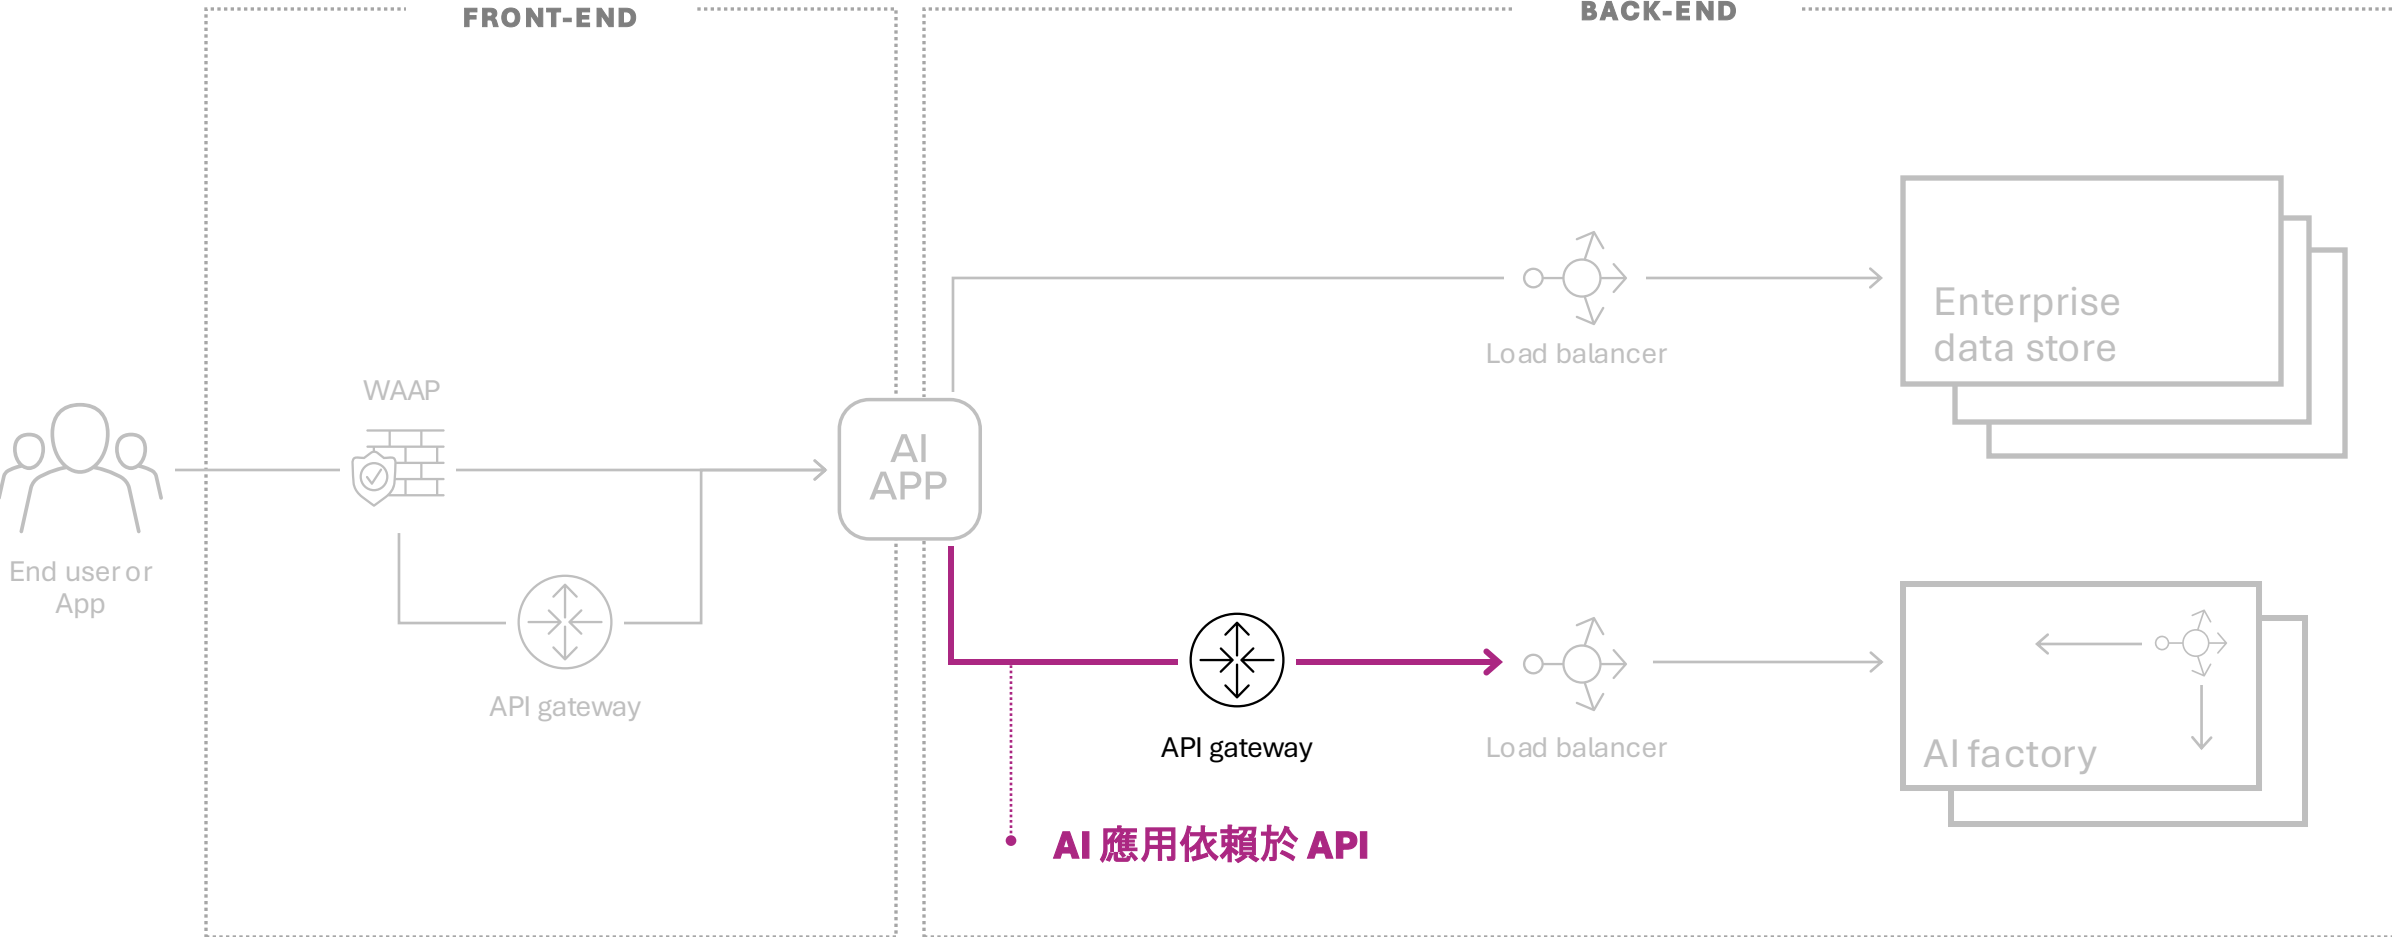 FRONT-END
BACK-END
Enterprise
data store
Load balancer
WAAP
AI
APP
End user or
App
API gateway
API gateway
Load balancer
AI factory
AI 應用依賴於 API